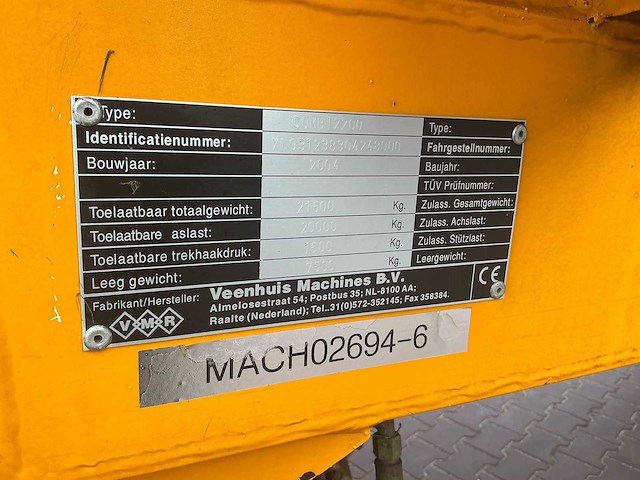 Type: Type:
Identificatienummer: Fahrgestellnummer:
Bouwjaar: 2004 Baujahr:
TÜV Prüfnummer:
Toelaatbaar totaalgewicht: 21500 Kg. Zulass. Gesamtgewicht:
Toelaatbare aslast: Kg. Zulass. Achslast:
Toelaatbare trekhaakdruk: Kg. Zulass. Stützlast:
Leeg gewicht: Kg. Leergewicht:
Fabrikant/Hersteller: Veenhuis Machines B.V.
Almelosestraat 54; Postbus 35; NL-8100 AA;
Raalte (Nederland); Tel..31(0)572-352145; Fax 358384.
VMR
CE
MACH02694-6